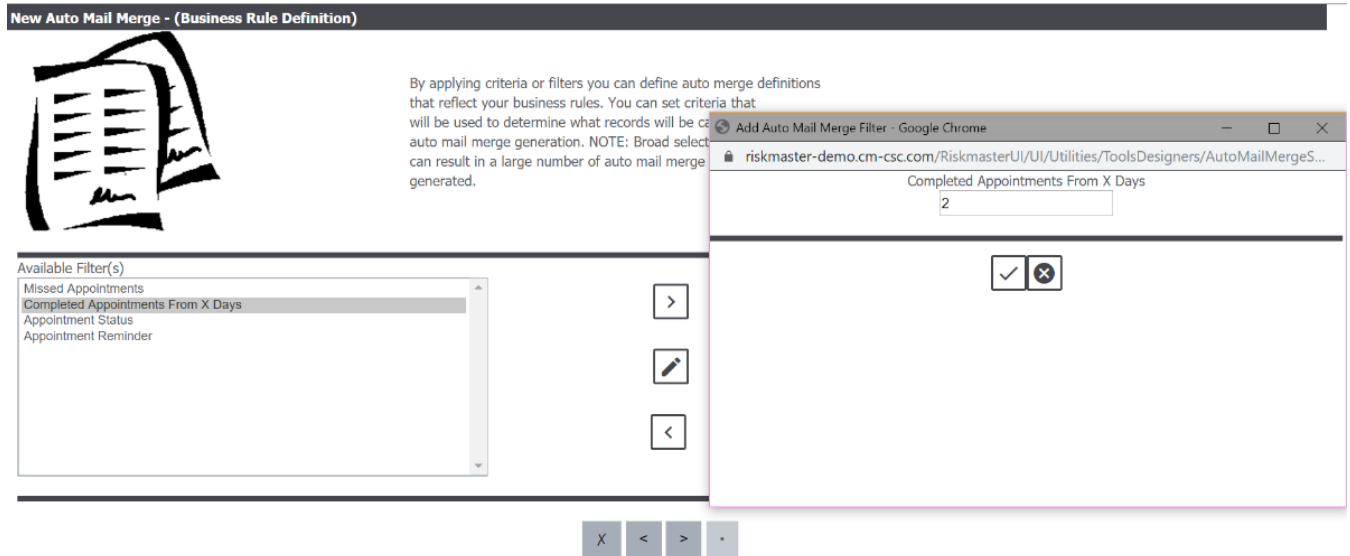 New Auto Mail Merge - (Business Rule Definition)
By applying criteria or filters you can define auto merge definitions
that reflect your business rules. You can set criteria that
will be used to determine what records will be ca
auto mail merge generation. NOTE: Broad select
can result in a large number of auto mail merge
generated.
Add Auto Mail Merge Filter - Google Chrome
riskmaster-demo.cm-csc.com/RiskmasterUI/UI/Utilities/ToolsDesigners/AutoMailMergeS...
Completed Appointments From X Days
2
Available Filter(s)
Missed Appointments
Completed Appointments From X Days
Appointment Status
Appointment Reminder
X < >